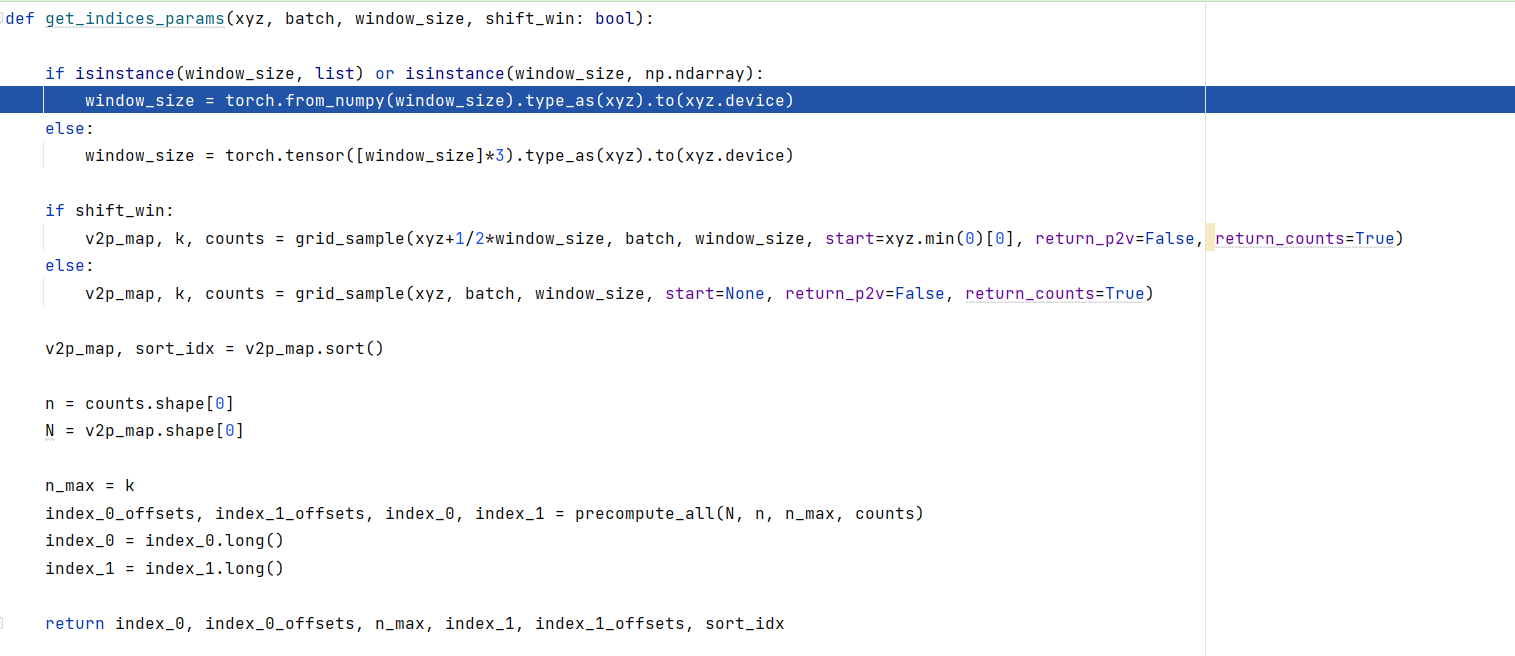 def get_indices_params(xyz, batch, window_size, shift_win: bool):
if isinstance(window_size, list) or isinstance(window_size, np.ndarray):
window_size = torch.from_numpy(window_size).type_as(xyz).to(xyz.device)
else:
window_size = torch.tensor([window_size]*3).type_as(xyz).to(xyz.device)
if shift_win:
v2p_map, k, counts = grid_sample(xyz+1/2*window_size, batch, window_size, start=xyz.min(0)[0], return_p2v=False, return_counts=True)
else:
v2p_map, k, counts = grid_sample(xyz, batch, window_size, start=None, return_p2v=False, return_counts=True)
v2p_map, sort_idx = v2p_map.sort()
n = counts.shape[0]
N = v2p_map.shape[0]
n_max = k
index_0_offsets, index_1_offsets, index_0, index_1 = precompute_all(N, n, n_max, counts)
index_0 = index_0.long()
index_1 = index_1.long()
return index_0, index_0_offsets, n_max, index_1, index_1_offsets, sort_idx